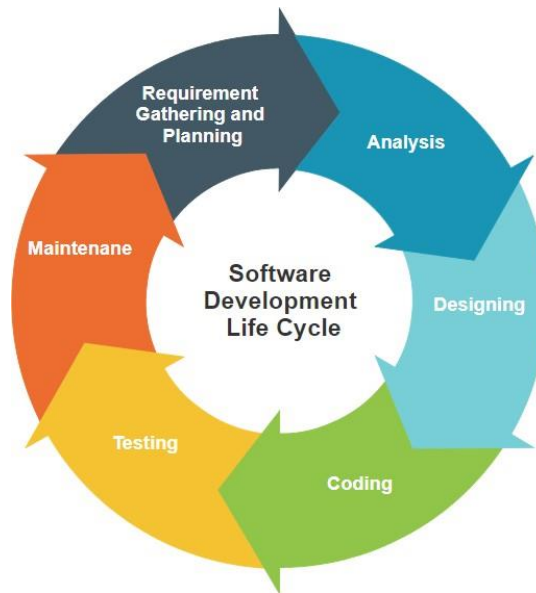 Requirement
Gathering and
Planning
Analysis
Designing
Coding
Testing
Maintenane
Software
Development
Life Cycle